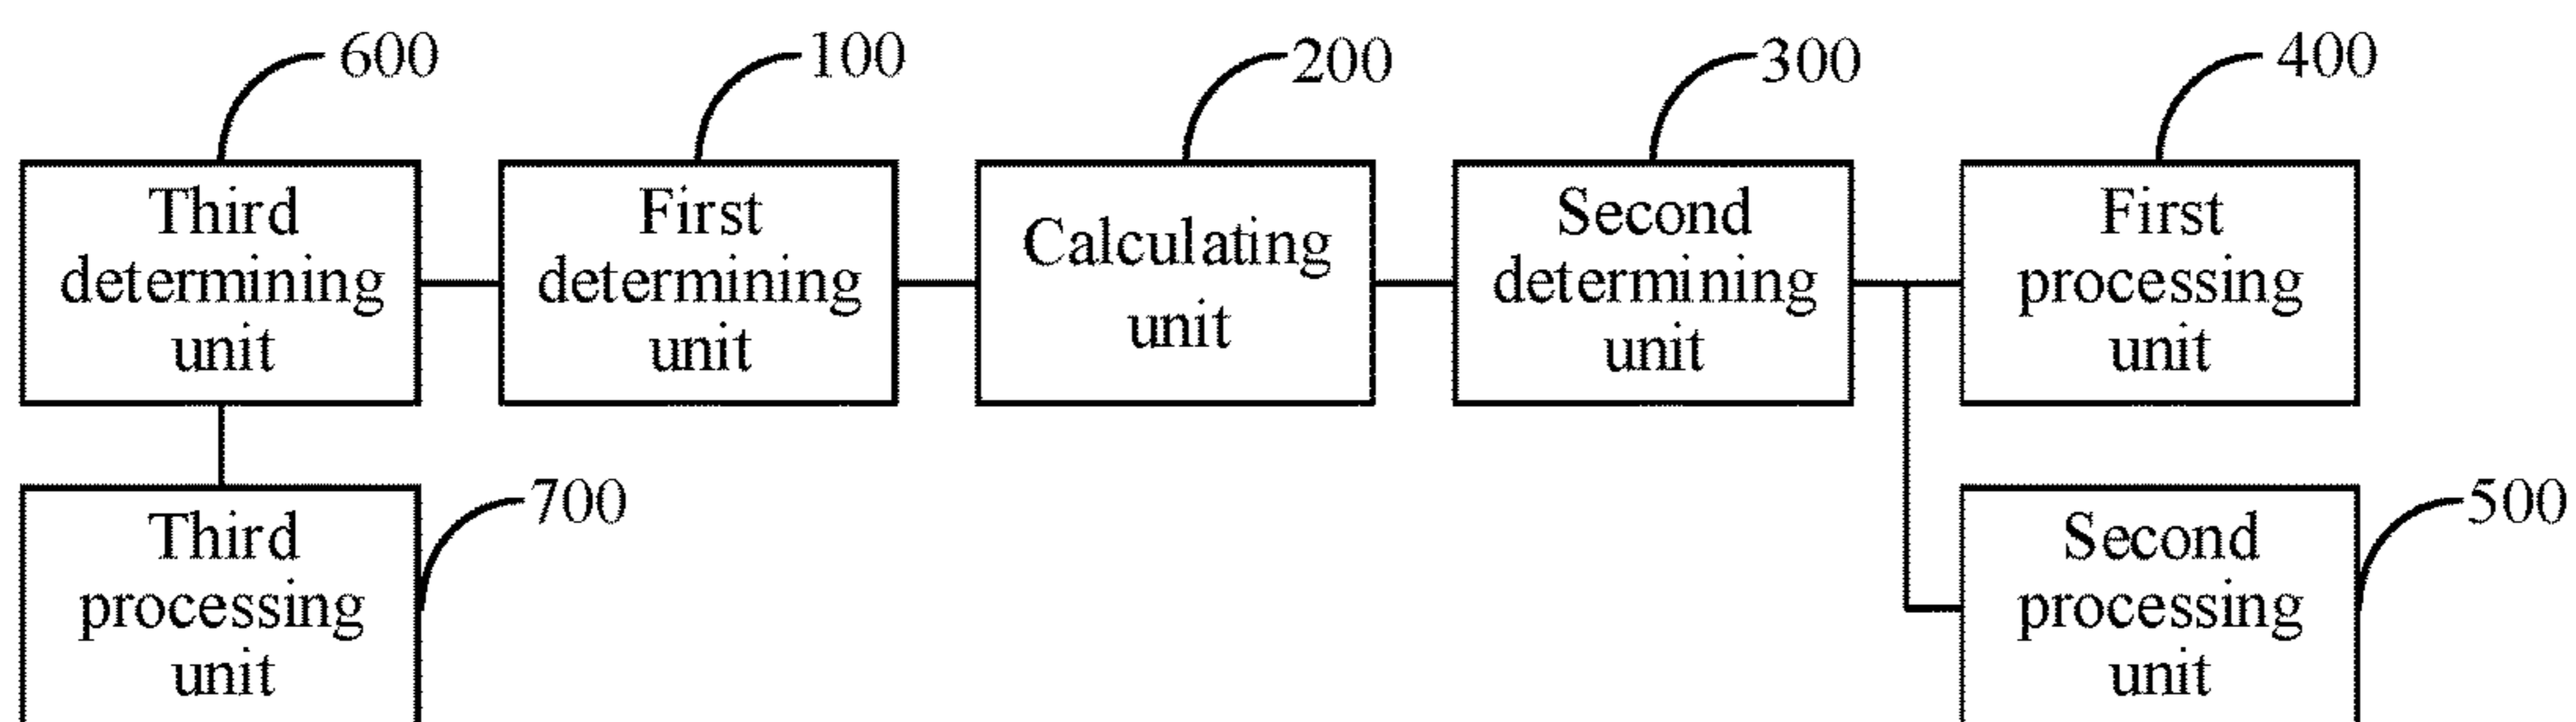 600
100
200
300
400
Third
determining
unit
First
determining
unit
Calculating
unit
Second
determining
unit
First
processing
unit
700
500
Third
processing
unit
Second
processing
unit